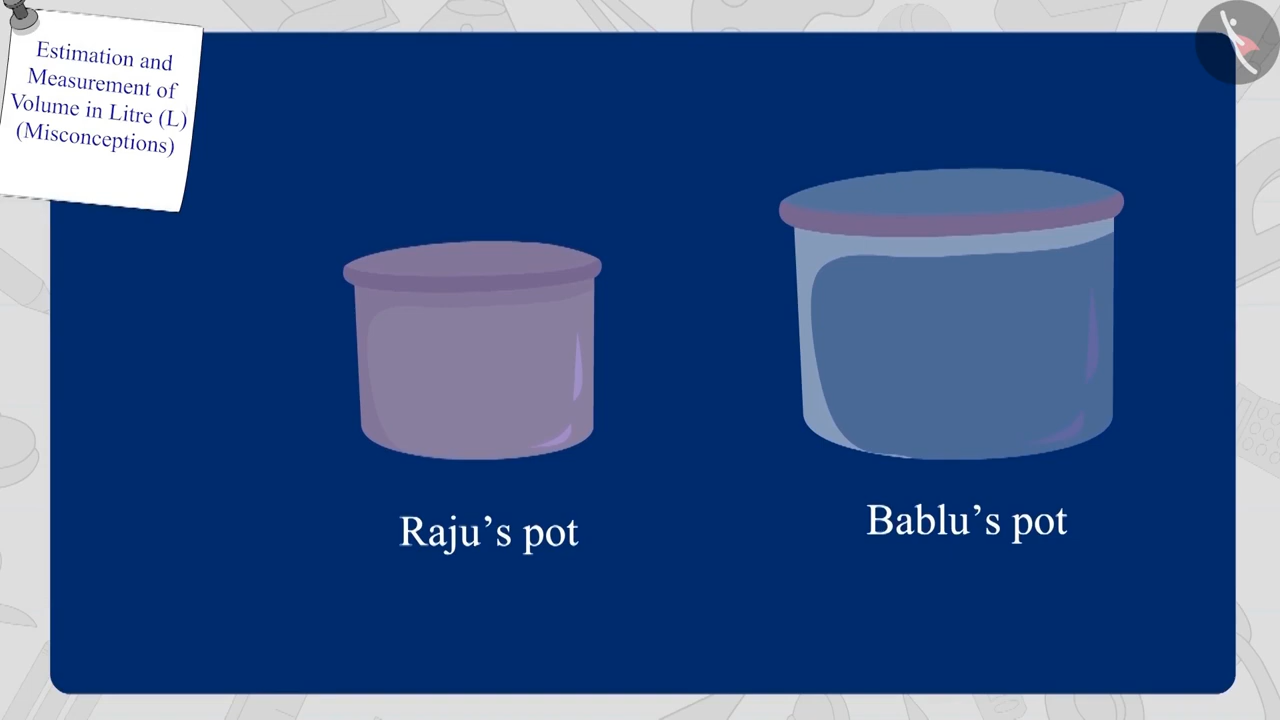 Estimation and
Measurement of
Volume in Litre (L)
(Misconceptions)
Raju’s pot
Bablu’s pot